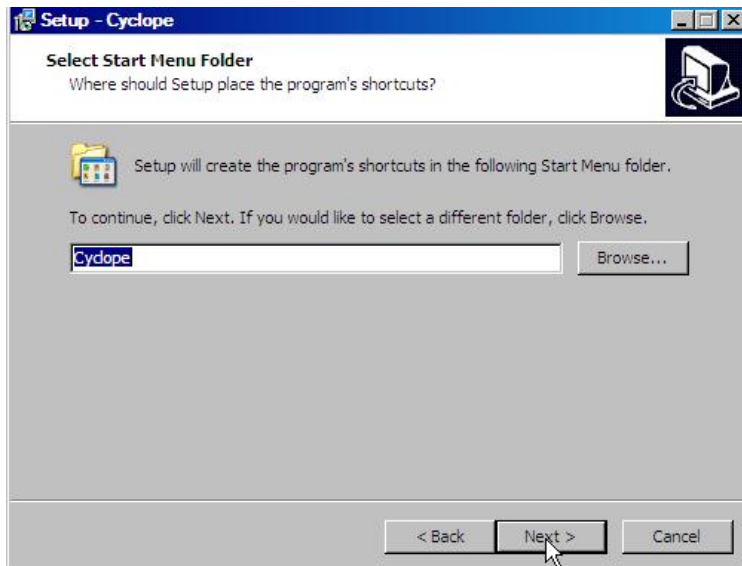 Setup - Cyclope
Select Start Menu Folder
Where should Setup place the program's shortcuts?
Setup will create the program's shortcuts in the following Start Menu folder.
To continue, click Next. If you would like to select a different folder, click Browse.
Cyclope
Browse...
< Back
Next >
Cancel